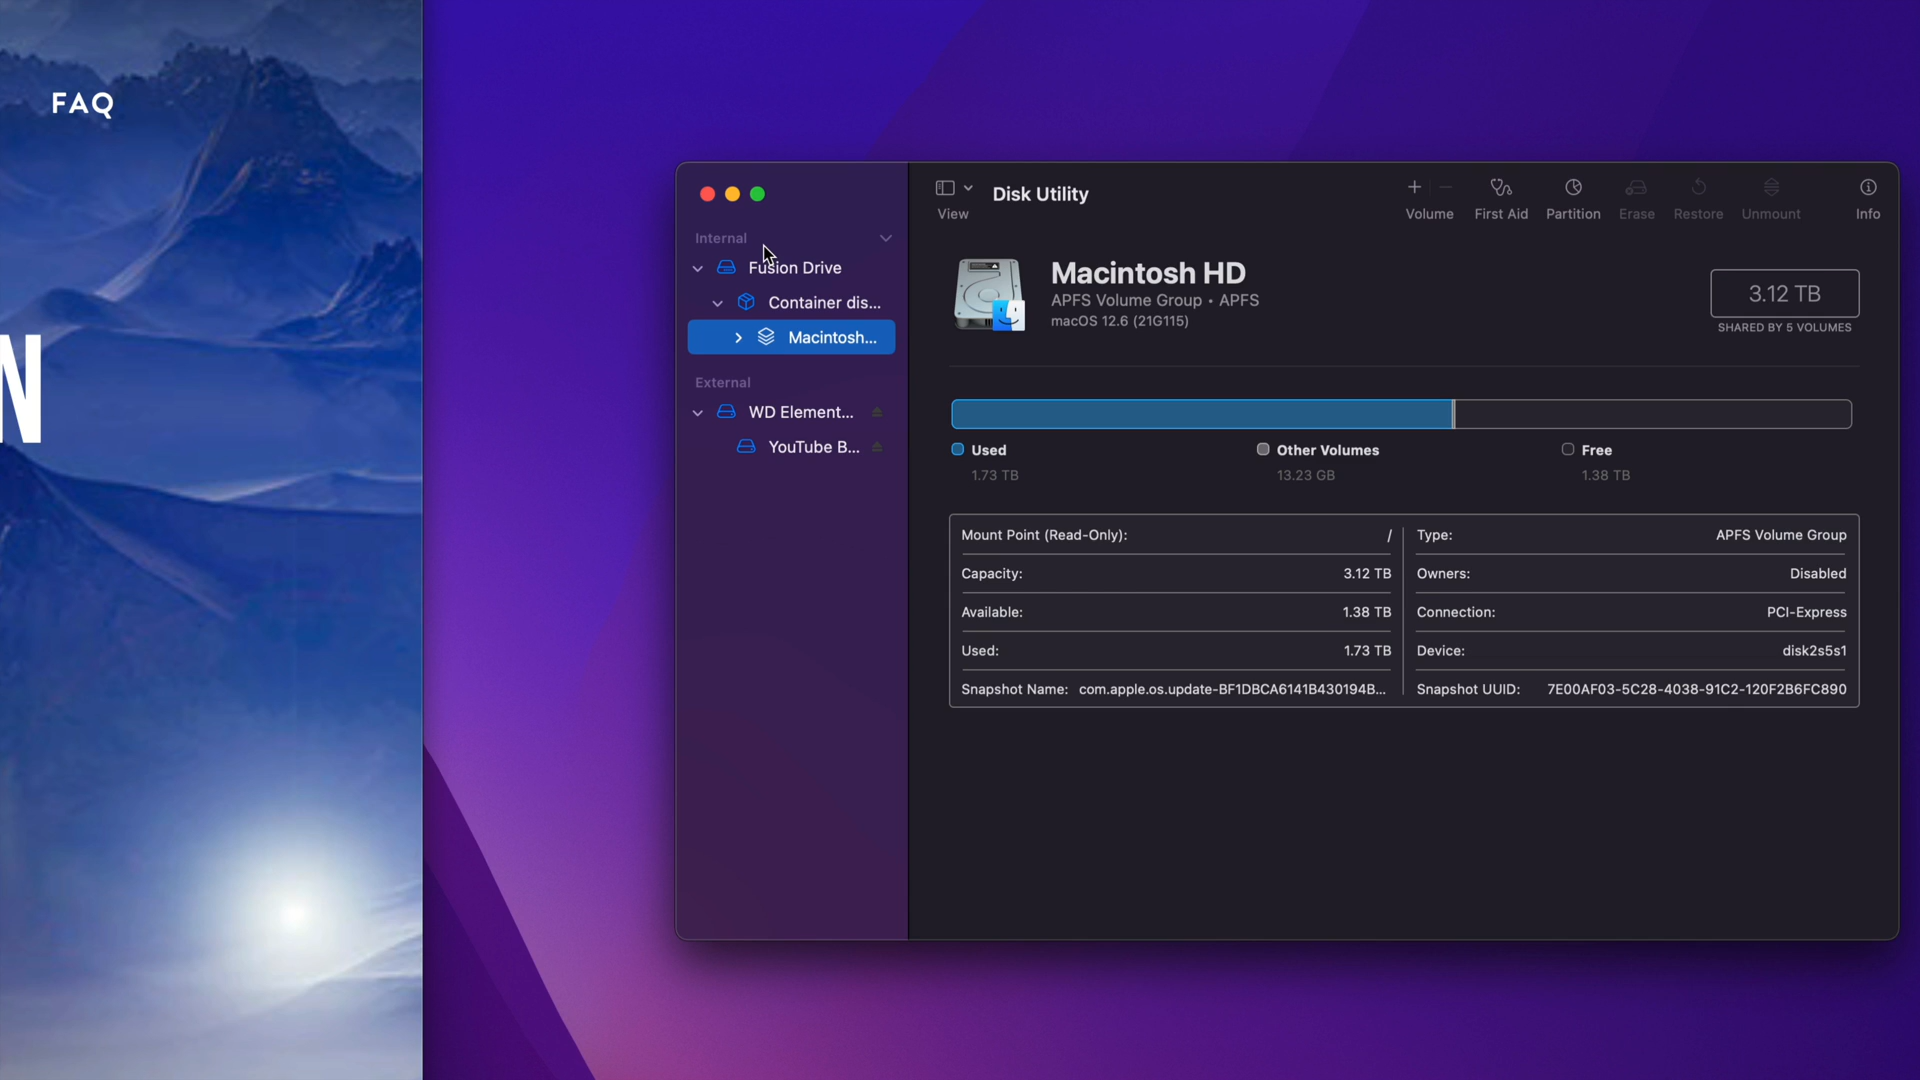 FAQ
N
Disk Utility
View
Volume
First Aid
Partition
Erase
Restore
Unmount
Info
Internal
Fusion Drive
Container dis...
Macintosh...
External
WD Element...
YouTube B...
Macintosh HD
APFS Volume Group • APFS
macOS 12.6 (21G115)
3.12 TB
SHARED BY 5 VOLUMES
Used
1.73 TB
Other Volumes
13.23 GB
Free
1.38 TB
Mount Point (Read-Only): /
Capacity: 3.12 TB
Available: 1.38 TB
Used: 1.73 TB
Snapshot Name: com.apple.os.update-BF1DBCA6141B430194B...
Type: APFS Volume Group
Owners: Disabled
Connection: PCI-Express
Device: disk2s5s1
Snapshot UUID: 7E00AF03-5C28-4038-91C2-120F2B6FC890